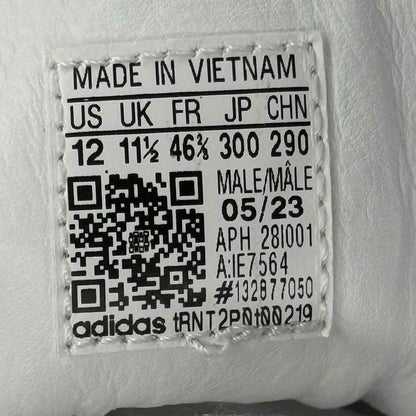 MADE IN VIETNAM
US UK FR JP CHN
12 11½ 46⅔ 300 290
MALE/MÂLE
05/23
APH 28I001
A:IE7564
#132877050
adidas tRNT2P0t00219